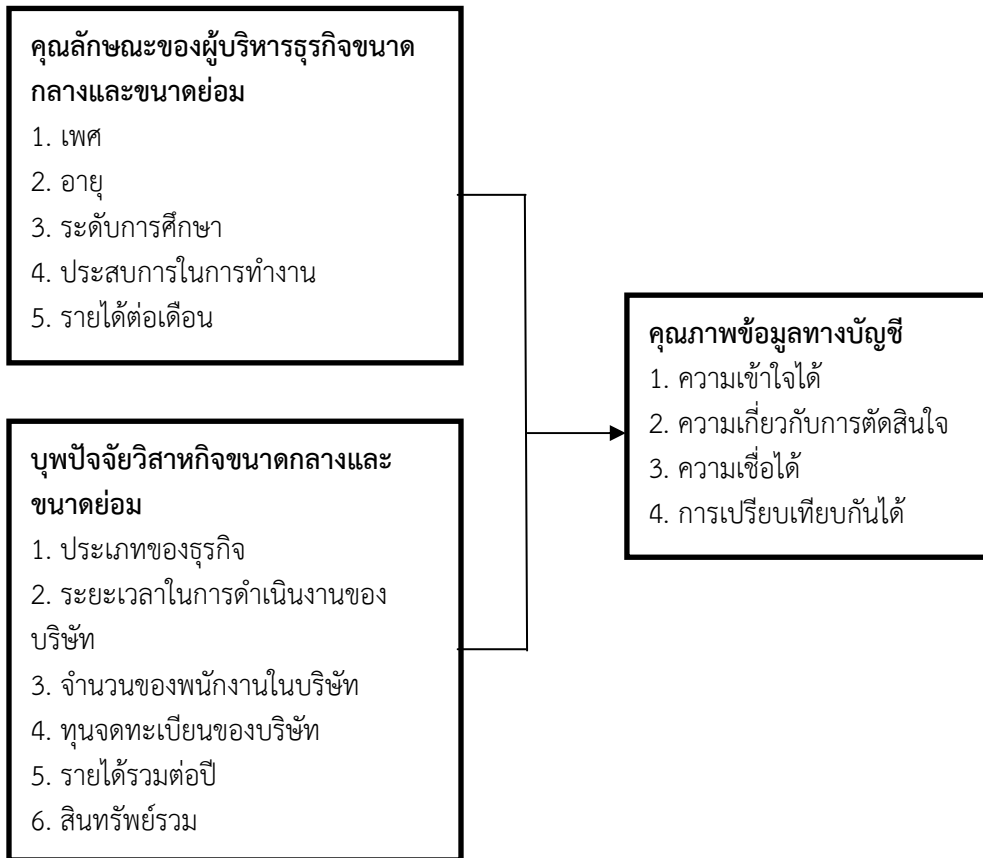 คุณลักษณะของผู้บริหารธุรกิจขนาด
กลางและขนาดย่อม
1. เพศ
2. อายุ
3. ระดับการศึกษา
4. ประสบการในการทำงาน
5. รายได้ต่อเดือน
บุพปัจจัยวิสาหกิจขนาดกลางและ
ขนาดย่อม
1. ประเภทของธุรกิจ
2. ระยะเวลาในการดำเนินงานของ
บริษัท
3. จำนวนของพนักงานในบริษัท
4. ทุนจดทะเบียนของบริษัท
5. รายได้รวมต่อปี
6. สินทรัพย์รวม
คุณภาพข้อมูลทางบัญชี
1. ความเข้าใจได้
2. ความเกี่ยวกับการตัดสินใจ
3. ความเชื่อได้
4. การเปรียบเทียบกันได้